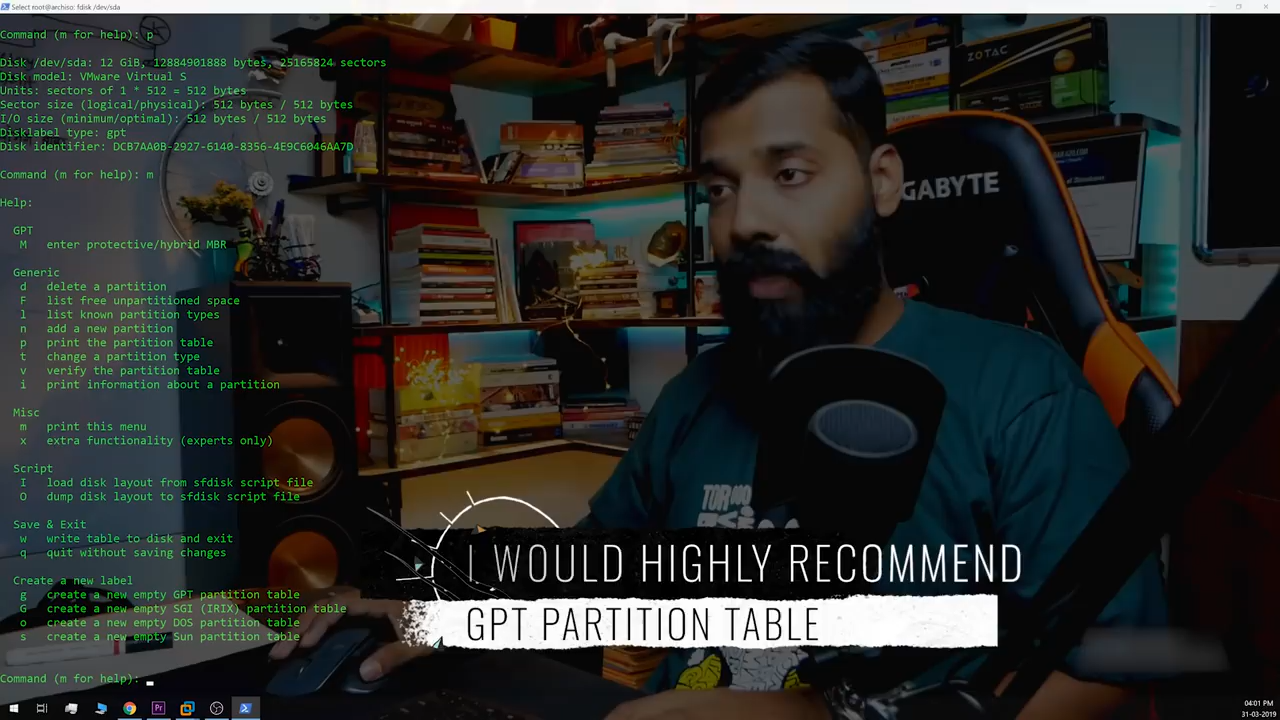 Select root@archiso: fdisk /dev/sda
Command (m for help): p
Disk /dev/sda: 12 GiB, 12884901888 bytes, 25165824 sectors
Disk model: VMware Virtual S
Units: sectors of 1 * 512 = 512 bytes
Sector size (logical/physical): 512 bytes / 512 bytes
I/O size (minimum/optimal): 512 bytes / 512 bytes
Disklabel type: gpt
Disk identifier: DCB7AA0B-2927-6140-8356-4E9C6046AA7D
Command (m for help): m
Help:
GPT
M enter protective/hybrid MBR
Generic
d delete a partition
F list free unpartitioned space
l list known partition types
n add a new partition
p print the partition table
t change a partition type
v verify the partition table
i print information about a partition
Misc
m print this menu
x extra functionality (experts only)
Script
I load disk layout from sfdisk script file
O dump disk layout to sfdisk script file
Save & Exit
w write table to disk and exit
q quit without saving changes
Create a new label
g create a new empty GPT partition table
G create a new empty SGI (IRIX) partition table
o create a new empty DOS partition table
s create a new empty Sun partition table
Command (m for help):
ZOTAC
GABYTE
I WOULD HIGHLY RECOMMEND
GPT PARTITION TABLE
Pr
04:01 PM
31-03-2019